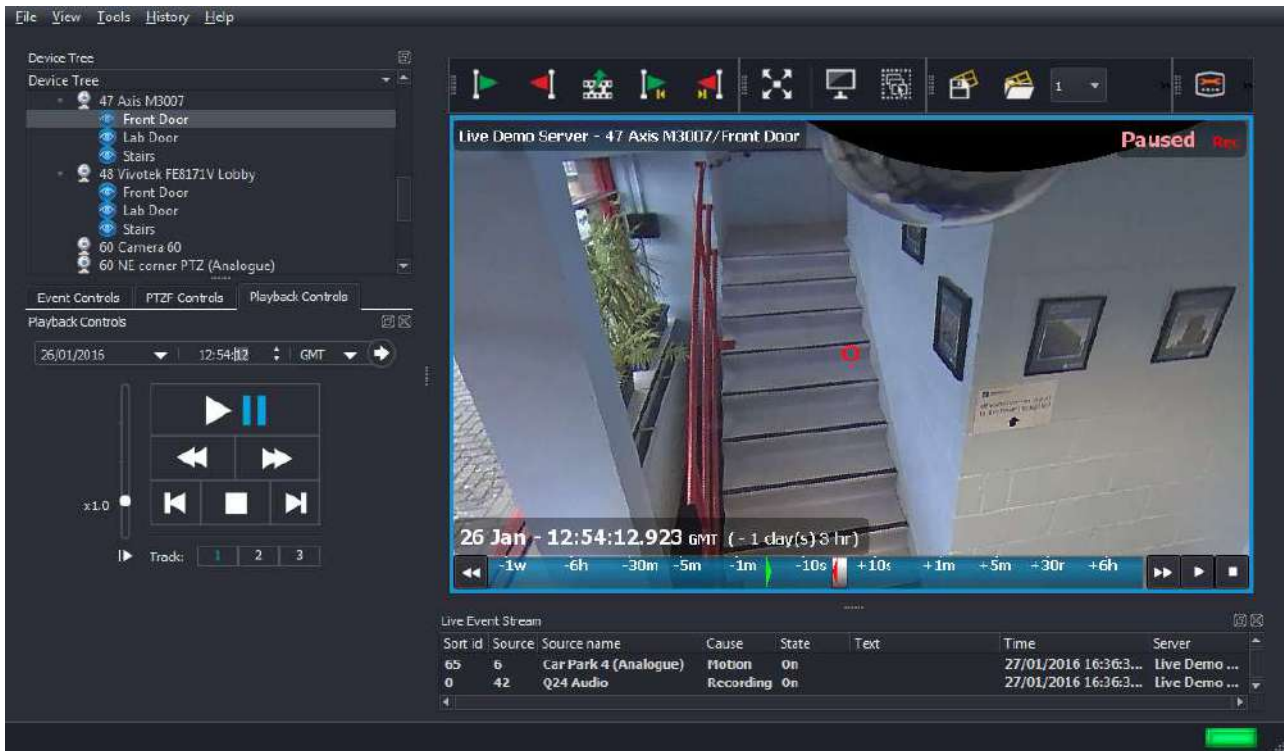 File View Tools History Help
Device Tree
Device Tree
47 Axis M3007
Front Door
Lab Door
Stairs
48 Vivotek FE8171V Lobby
Front Door
Lab Door
Stairs
60 Camera 60
60 NE corner PTZ (Analogue)
Event Controls PTZF Controls Playback Controls
Playback Controls
26/01/2016 12:54:12 GMT
x1.0
Track: 1 2 3
1
Live Demo Server - 47 Axis M3007/Front Door
Paused Rec
26 Jan - 12:54:12.923 GMT ( - 1 day(s) 3 hr)
-1w -6h -30m -5m -1m -10s +10s +1m +5m +30m +6h
Live Event Stream
Sort id Source Source name Cause State Text Time Server
65 6 Car Park 4 (Analogue) Motion On 27/01/2016 16:36:3... Live Demo ...
0 42 Q24 Audio Recording On 27/01/2016 16:36:3... Live Demo ...